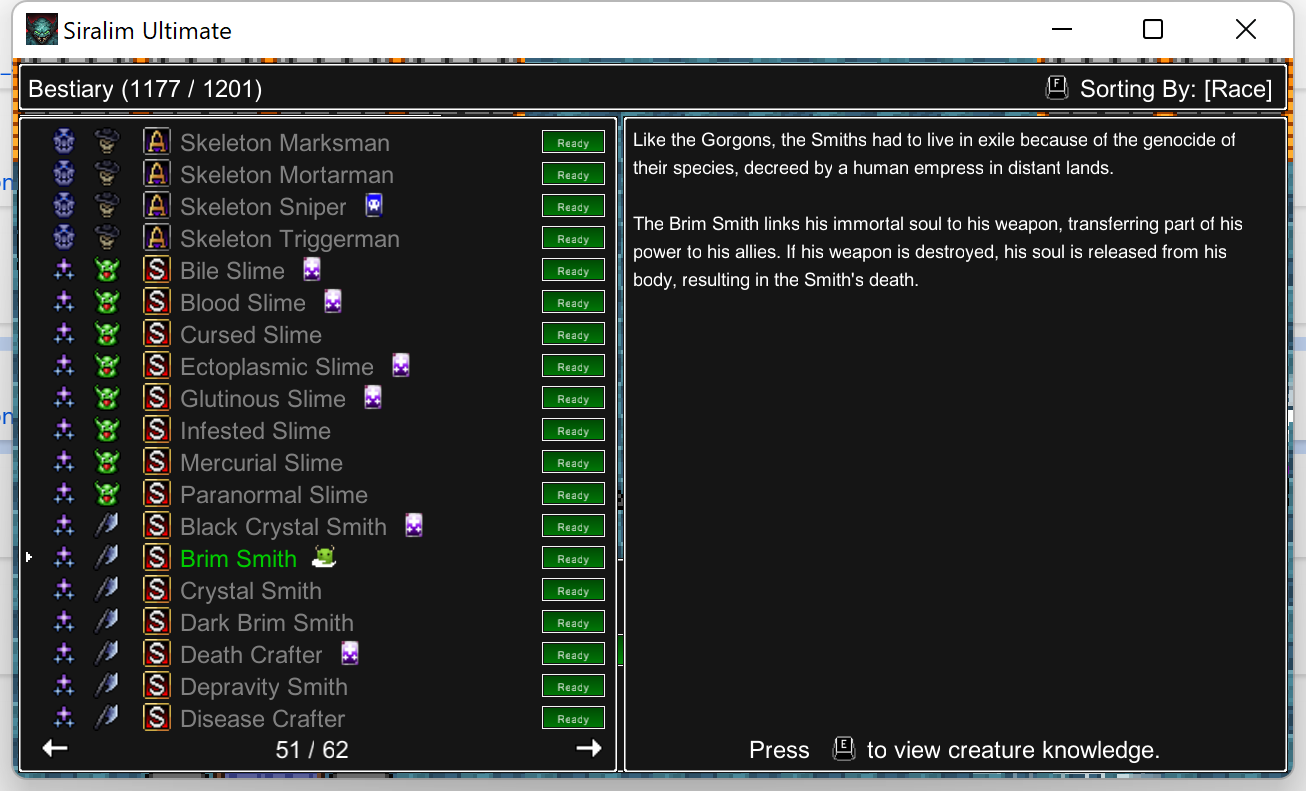 Siralim Ultimate
Bestiary (1177 / 1201)
F Sorting By: [Race]
A Skeleton Marksman Ready
A Skeleton Mortarman Ready
A Skeleton Sniper Ready
A Skeleton Triggerman Ready
S Bile Slime Ready
S Blood Slime Ready
S Cursed Slime Ready
S Ectoplasmic Slime Ready
S Glutinous Slime Ready
S Infested Slime Ready
S Mercurial Slime Ready
S Paranormal Slime Ready
S Black Crystal Smith Ready
S Brim Smith Ready
S Crystal Smith Ready
S Dark Brim Smith Ready
S Death Crafter Ready
S Depravity Smith Ready
S Disease Crafter Ready
51 / 62
Like the Gorgons, the Smiths had to live in exile because of the genocide of
their species, decreed by a human empress in distant lands.
The Brim Smith links his immortal soul to his weapon, transferring part of his
power to his allies. If his weapon is destroyed, his soul is released from his
body, resulting in the Smith's death.
Press E to view creature knowledge.